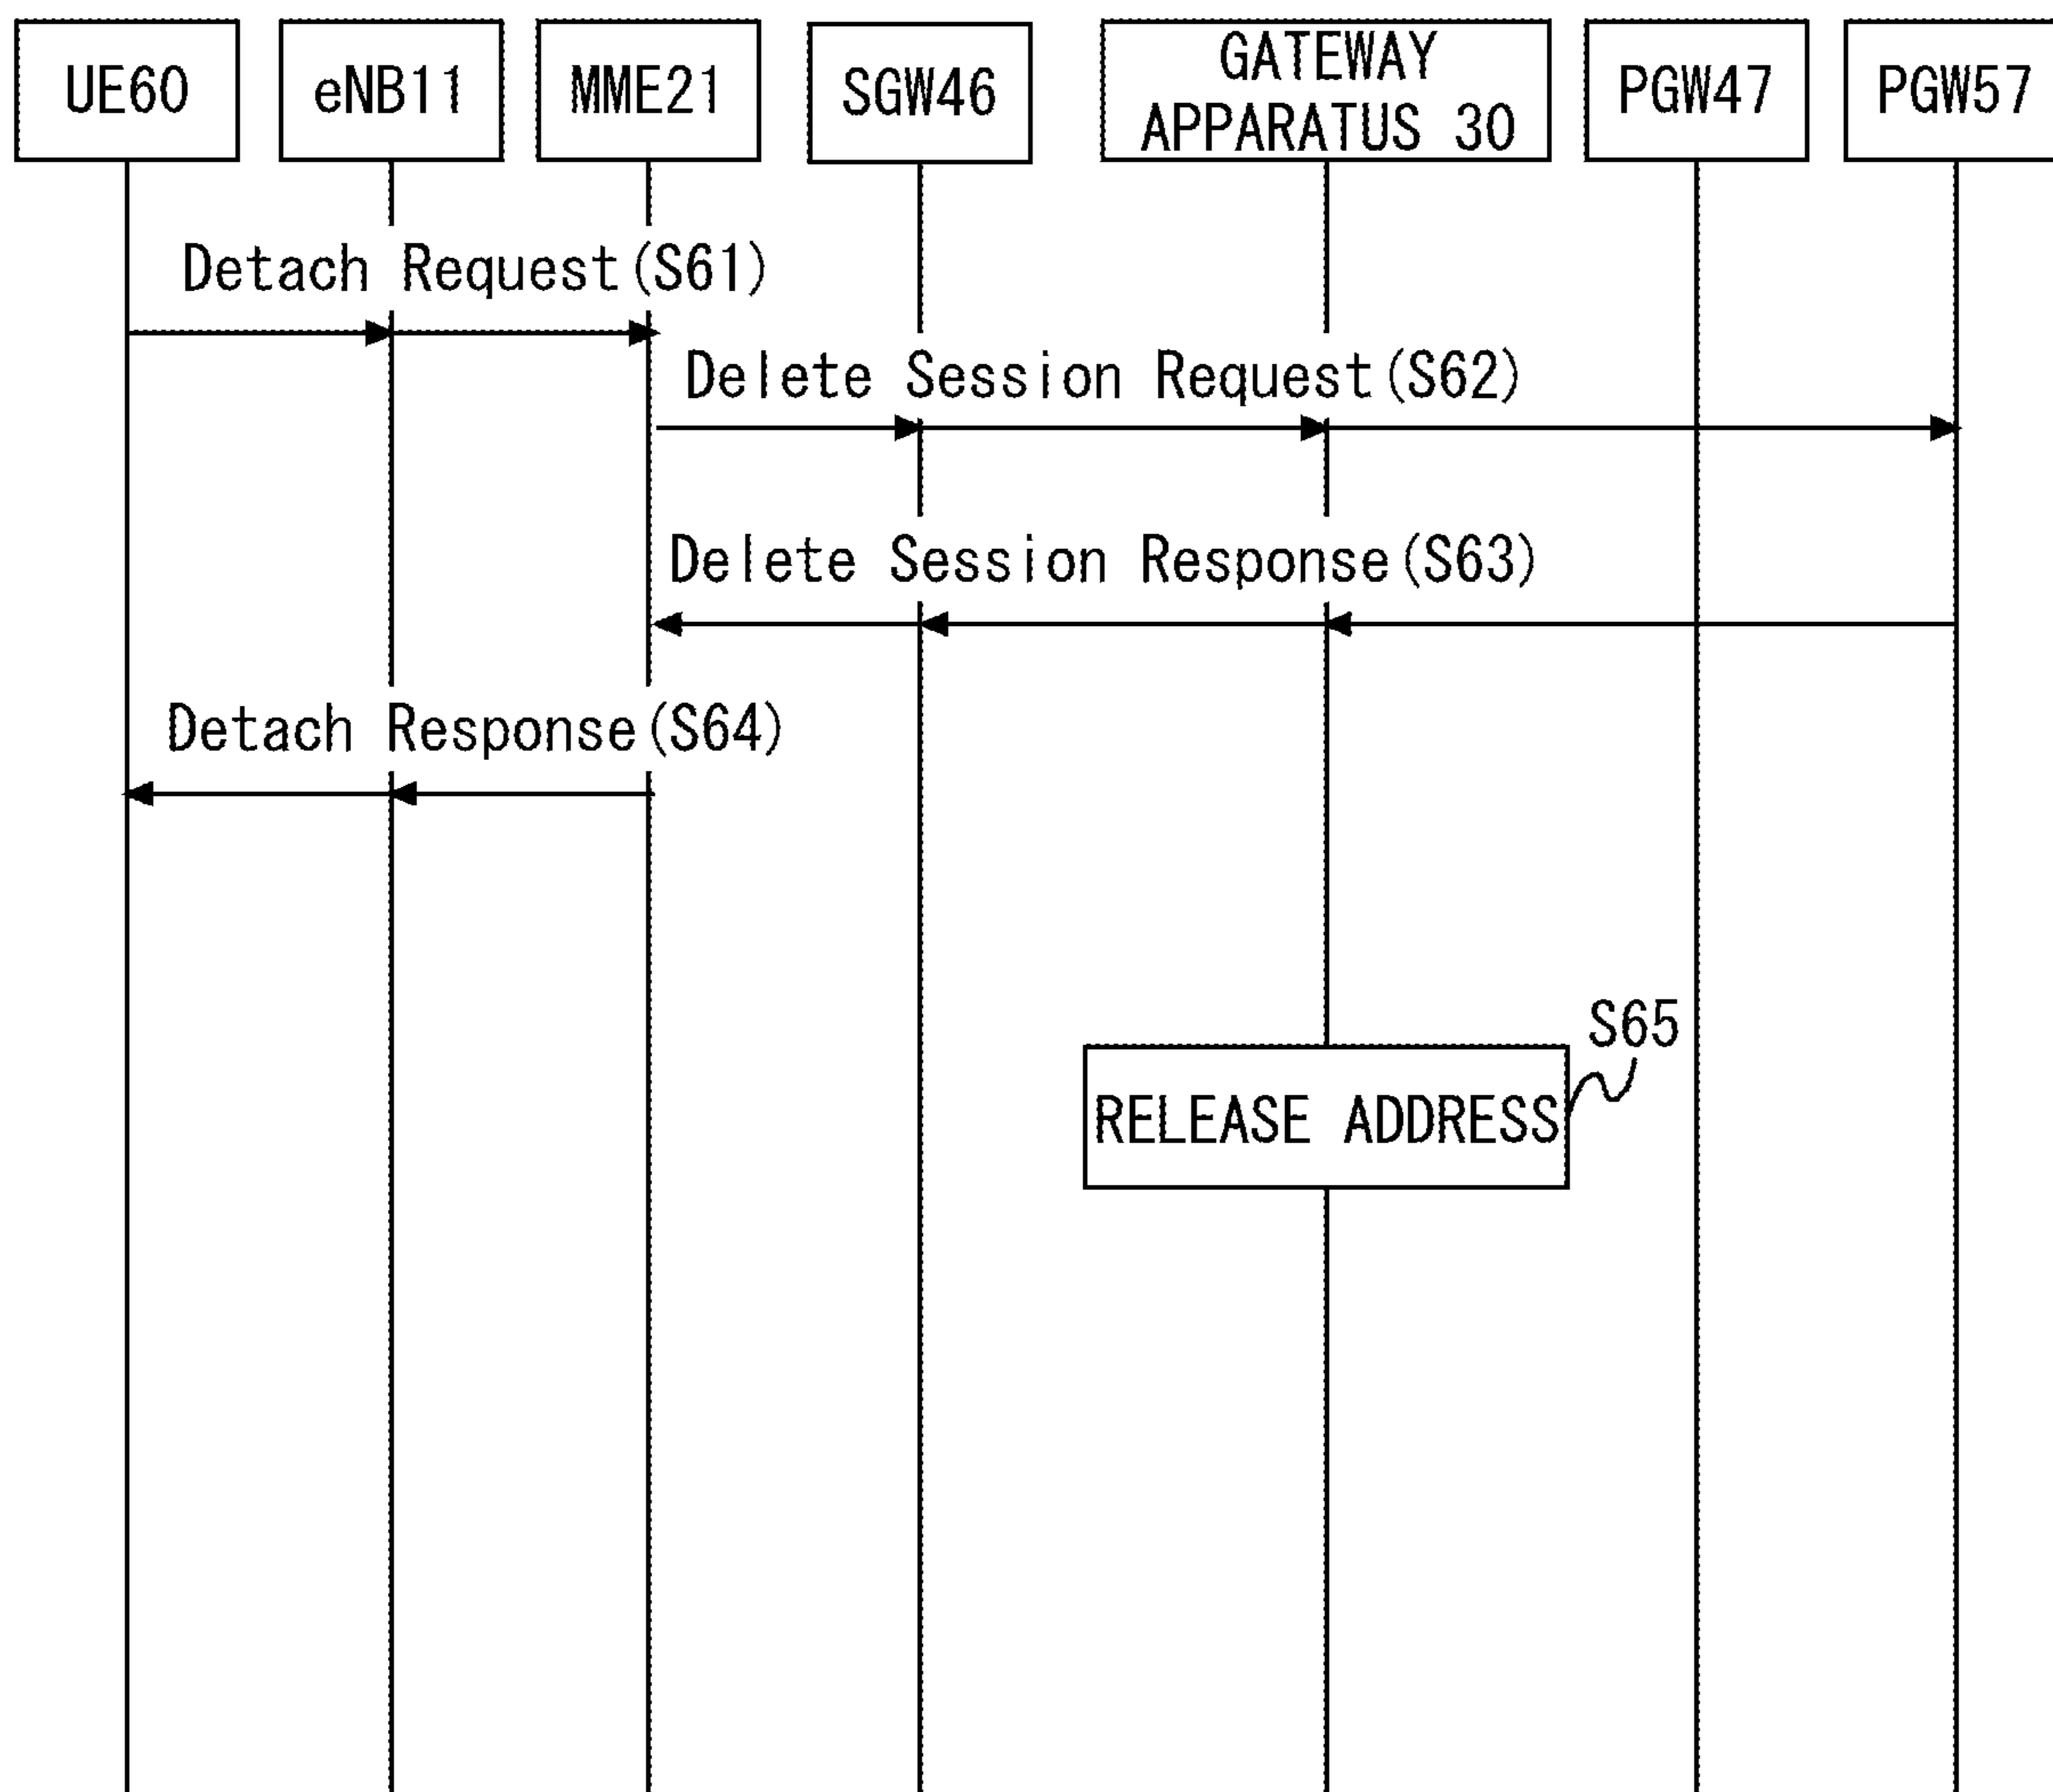 UE60
eNB11
MME21
SGW46
GATEWAY
APPARATUS 30
PGW47
PGW57
Detach Request(S61)
Delete Session Request(S62)
Delete Session Response(S63)
Detach Response(S64)
S65
RELEASE ADDRESS